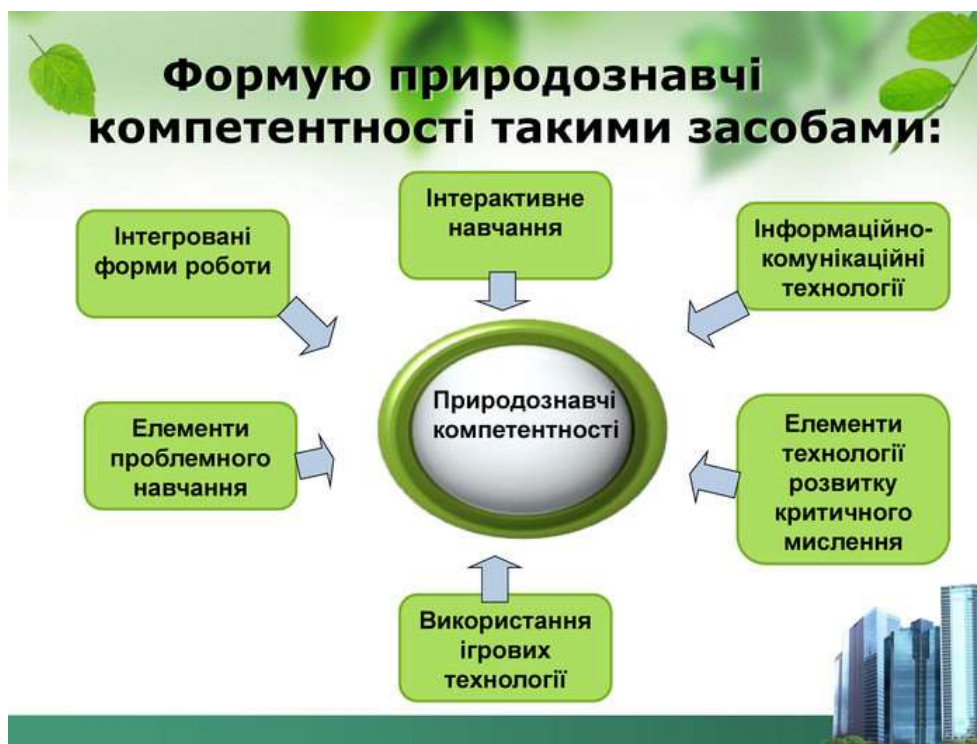 Формую природознавчі
компетентності такими засобами:
Інтерактивне
навчання
Інтегровані
форми роботи
Інформаційно-
комунікаційні
технології
Природознавчі
компетентності
Елементи
проблемного
навчання
Елементи
технології
розвитку
критичного
мислення
Використання
ігрових
технології